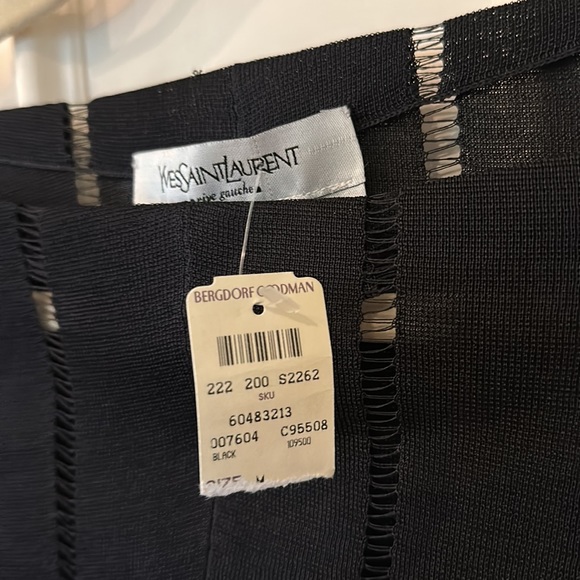 YVESSAINTLAURENT
rive gauche
BERGDORF GOODMAN
222 200 S2262
SKU
60483213
007604 C95508
BLACK 109500
SIZE M